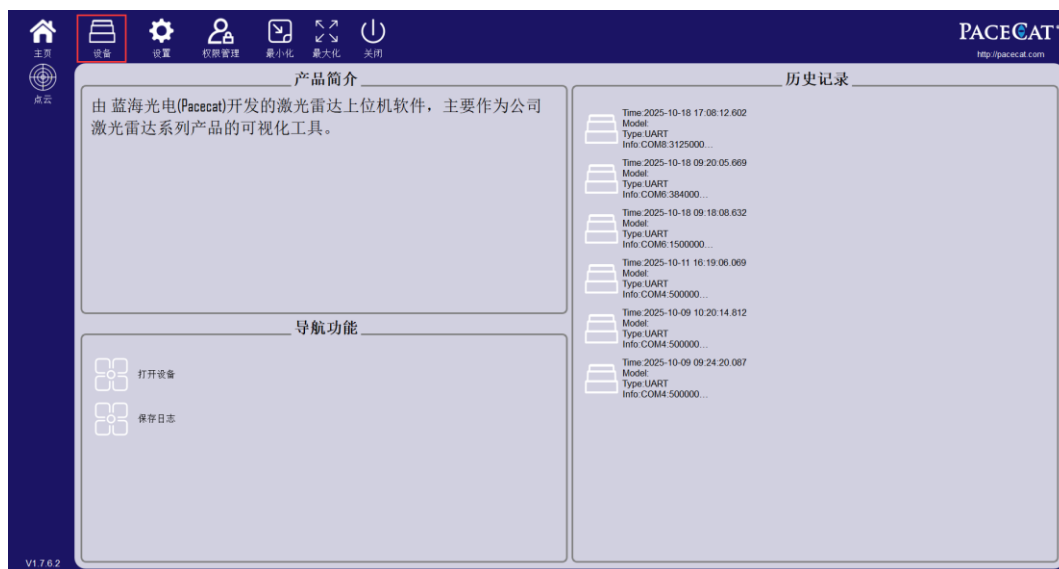 主页
设备
设置
权限管理
最小化
最大化
关闭
PACECAT
http://pacecat.com
点云
产品简介
由 蓝海光电(Pacecat)开发的激光雷达上位机软件，主要作为公司
激光雷达系列产品的可视化工具。
导航功能
打开设备
保存日志
历史记录
Time:2025-10-18 17:08:12.602
Model:
Type:UART
Info:COM8:3125000...
Time:2025-10-18 09:20:05.669
Model:
Type:UART
Info:COM6:384000...
Time:2025-10-18 09:18:08.632
Model:
Type:UART
Info:COM6:1500000...
Time:2025-10-11 16:19:06.069
Model:
Type:UART
Info:COM4:500000...
Time:2025-10-09 10:20:14.812
Model:
Type:UART
Info:COM4:500000...
Time:2025-10-09 09:24:20.087
Model:
Type:UART
Info:COM4:500000...
V1.7.6.2